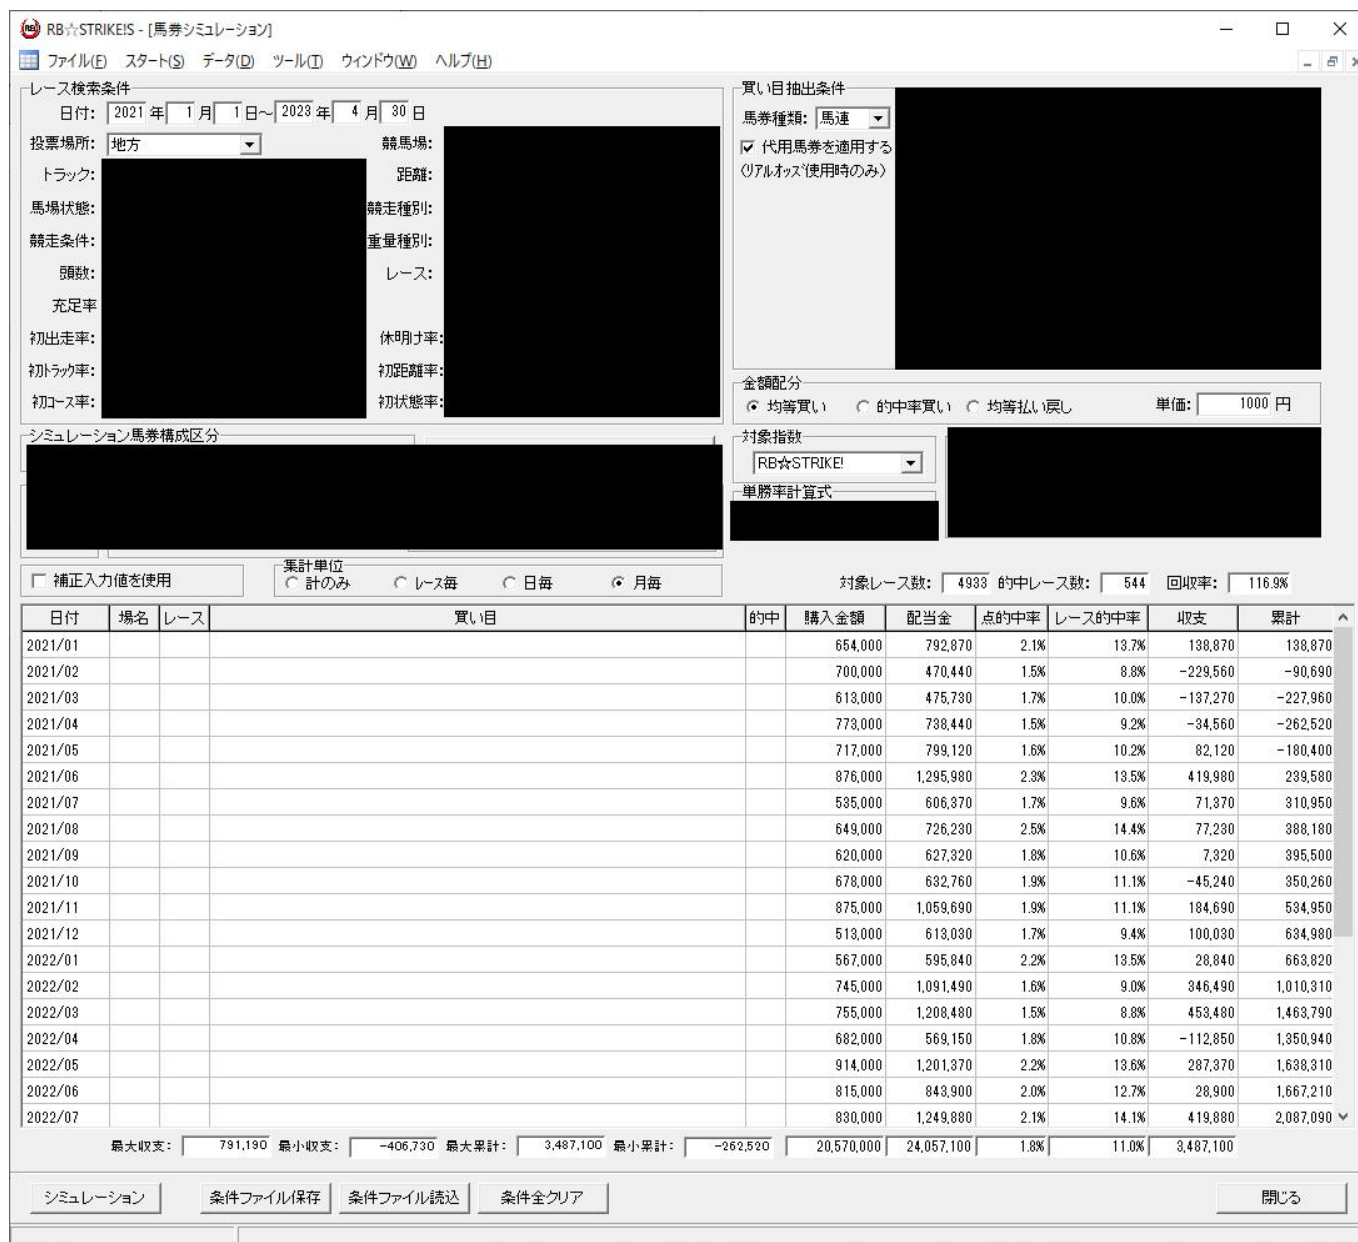 RB☆STRIKE!S - [馬券シミュレーション]
ファイル(F) スタート(S) データ(D) ツール(T) ウィンドウ(W) ヘルプ(H)
レース検索条件
日付: 2021 年 1 月 1 日～ 2023 年 4 月 30 日
投票場所: 地方 競馬場:
トラック: 距離:
馬場状態: 競走種別:
競走条件: 重量種別:
頭数: レース:
充足率
初出走率: 休明け率:
初トラック率: 初距離率:
初コース率: 初状態率:
買い目抽出条件
馬券種類: 馬連
代用馬券を適用する
(リアルオッズ使用時のみ)
金額配分
均等買い 的中率買い 均等払い戻し 単価: 1000 円
シミュレーション馬券構成区分
対象指数
RB☆STRIKE!
単勝率計算式
補正入力値を使用
集計単位
計のみ レース毎 日毎 月毎
対象レース数: 4933 的中レース数: 544 回収率: 116.9%
日付 場名 レース 買い目 的中 購入金額 配当金 点的中率 レース的中率 収支 累計
2021/01 654,000 792,870 2.1% 13.7% 138,870 138,870
2021/02 700,000 470,440 1.5% 8.8% -229,560 -90,690
2021/03 613,000 475,730 1.7% 10.0% -137,270 -227,960
2021/04 773,000 738,440 1.5% 9.2% -34,560 -262,520
2021/05 717,000 799,120 1.6% 10.2% 82,120 -180,400
2021/06 876,000 1,295,980 2.3% 13.5% 419,980 239,580
2021/07 535,000 606,370 1.7% 9.6% 71,370 310,950
2021/08 649,000 726,230 2.5% 14.4% 77,230 388,180
2021/09 620,000 627,320 1.8% 10.6% 7,320 395,500
2021/10 678,000 632,760 1.9% 11.1% -45,240 350,260
2021/11 875,000 1,059,690 1.9% 11.1% 184,690 534,950
2021/12 513,000 613,030 1.7% 9.4% 100,030 634,980
2022/01 567,000 595,840 2.2% 13.5% 28,840 663,820
2022/02 745,000 1,091,490 1.6% 9.0% 346,490 1,010,310
2022/03 755,000 1,208,480 1.5% 8.8% 453,480 1,463,790
2022/04 682,000 569,150 1.8% 10.8% -112,850 1,350,940
2022/05 914,000 1,201,370 2.2% 13.6% 287,370 1,638,310
2022/06 815,000 843,900 2.0% 12.7% 28,900 1,667,210
2022/07 830,000 1,249,880 2.1% 14.1% 419,880 2,087,090
最大収支: 791,190 最小収支: -406,730 最大累計: 3,487,100 最小累計: -262,520 20,570,000 24,057,100 1.8% 11.0% 3,487,100
シミュレーション 条件ファイル保存 条件ファイル読込 条件全クリア 閉じる